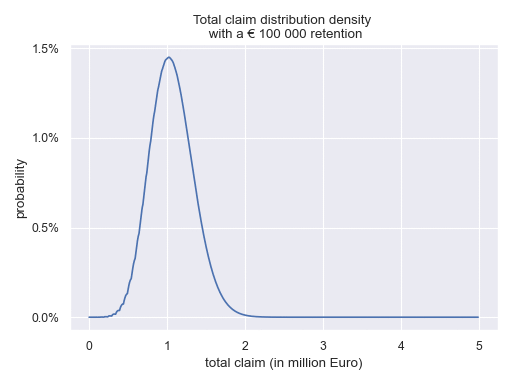 Total claim distribution density
with a € 100 000 retention
1.5%
1.0%
0.5%
0.0%
probability
0 1 2 3 4 5
total claim (in million Euro)